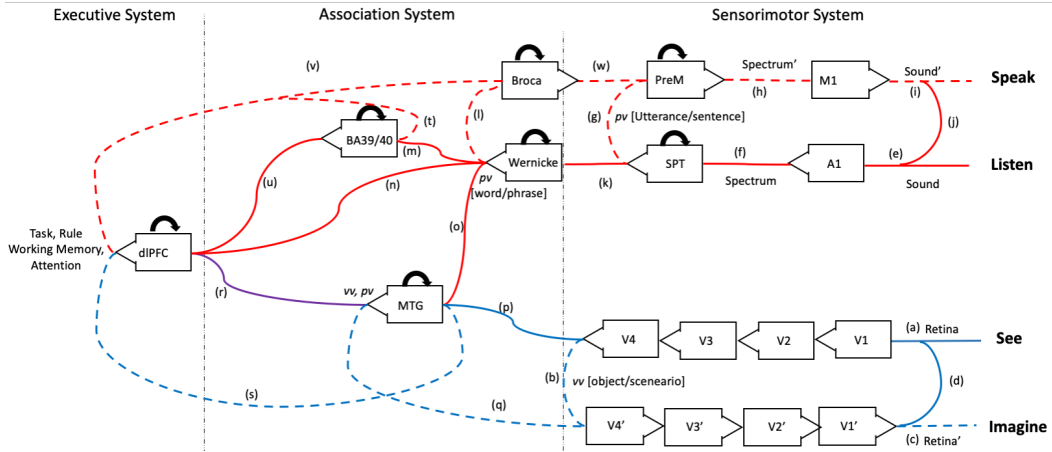 Executive System
Association System
Sensorimotor System
(v)
Broca
(w)
PreM
Spectrum’
(h)
M1
Sound’
(i)
Speak
(t)
(l)
(g)
pv [Utterance/sentence]
(j)
BA39/40
(m)
Wernicke
(k)
SPT
(f)
Spectrum
A1
(e)
Sound
Listen
(u)
(n)
pv
[word/phrase]
Task, Rule
Working Memory,
Attention
dlPFC
(o)
(r)
vv, pv
MTG
(p)
V4
V3
V2
V1
(a) Retina
See
(s)
(q)
(b)
vv [object/sceneario]
(d)
V4’
V3’
V2’
V1’
(c) Retina’
Imagine